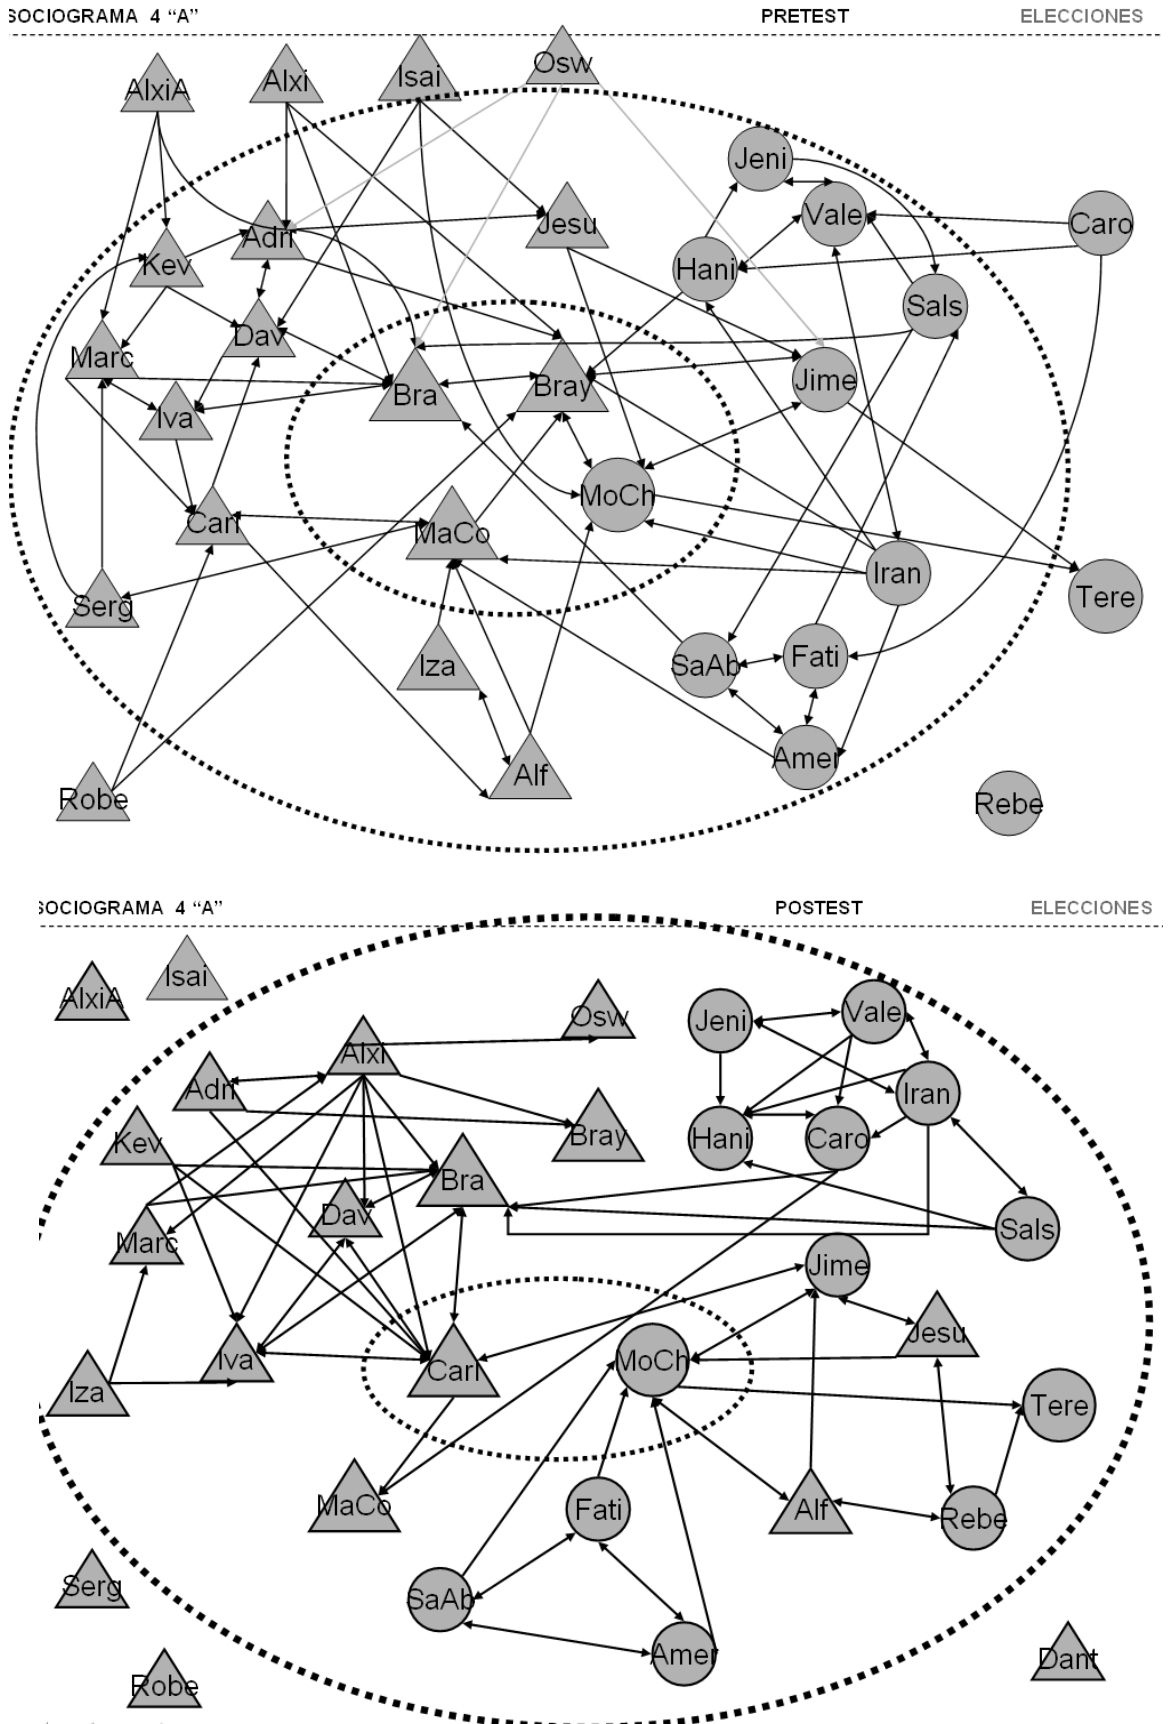 SOCIOGRAMA 4 “A” PRETEST ELECCIONES
AlxiA Alxi Isai Osw
Jeni
Kev Adri Jesu Hani Vale Caro
Sals
Marc Dav
Iva Bra Bray Jime
Carl MaCo MoCh
Serg Iran Tere
Iza SaAb Fati
Robe Alf Amer Rebe
SOCIOGRAMA 4 “A” POSTEST ELECCIONES
AlxiA Isai
Osw Jeni Vale
Adri Alxi Iran
Kev Bray Hani Caro
Bra
Marc Dav Sals
Jime
Iza Iva Carl MoCh Jesu
Tere
MaCo Fati Alf Rebe
Serg SaAb
Robe Amer Dant